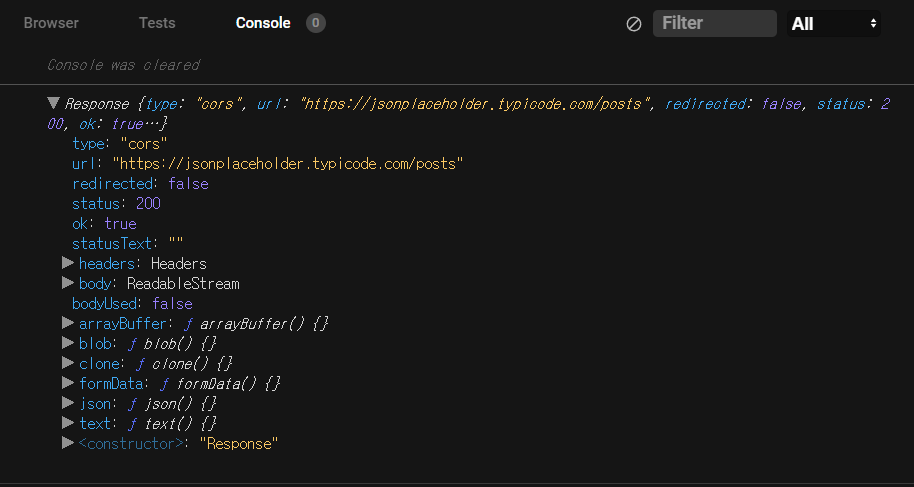 Browser Tests Console 0 Filter All
Console was cleared
▼ Response {type: "cors", url: "https://jsonplaceholder.typicode.com/posts", redirected: false, status: 2
00, ok: true…}
type: "cors"
url: "https://jsonplaceholder.typicode.com/posts"
redirected: false
status: 200
ok: true
statusText: ""
▶ headers: Headers
▶ body: ReadableStream
bodyUsed: false
▶ arrayBuffer: ƒ arrayBuffer() {}
▶ blob: ƒ blob() {}
▶ clone: ƒ clone() {}
▶ formData: ƒ formData() {}
▶ json: ƒ json() {}
▶ text: ƒ text() {}
▶ <constructor>: "Response"